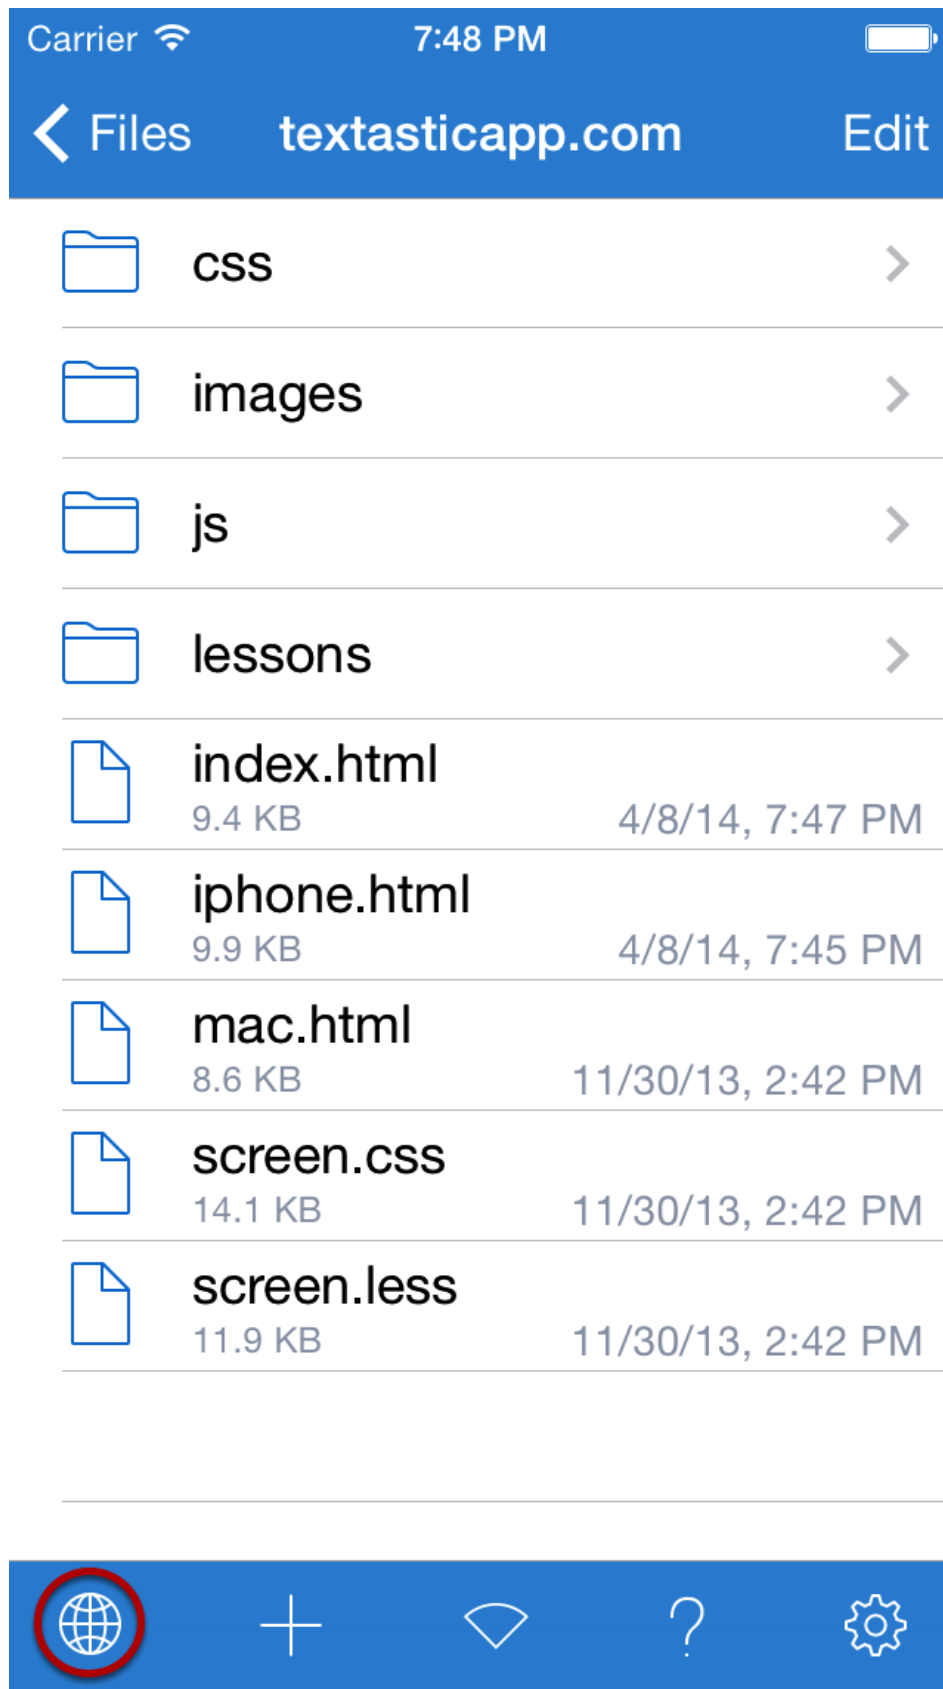 Carrier 7:48 PM
Files textasticapp.com Edit
css
images
js
lessons
index.html
9.4 KB 4/8/14, 7:47 PM
iphone.html
9.9 KB 4/8/14, 7:45 PM
mac.html
8.6 KB 11/30/13, 2:42 PM
screen.css
14.1 KB 11/30/13, 2:42 PM
screen.less
11.9 KB 11/30/13, 2:42 PM